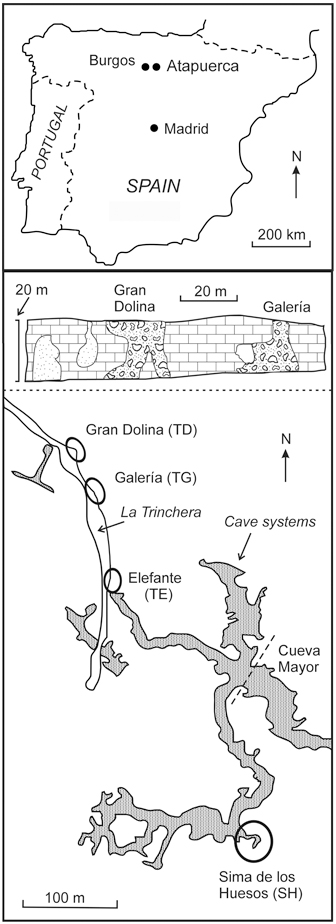 Burgos
Atapuerca
PORTUGAL
Madrid
SPAIN
N
200 km
20 m
Gran
Dolina
20 m
Galería
Gran Dolina (TD)
N
Galería (TG)
La Trinchera
Cave systems
Elefante
(TE)
Cueva
Mayor
Sima de los
Huesos (SH)
100 m